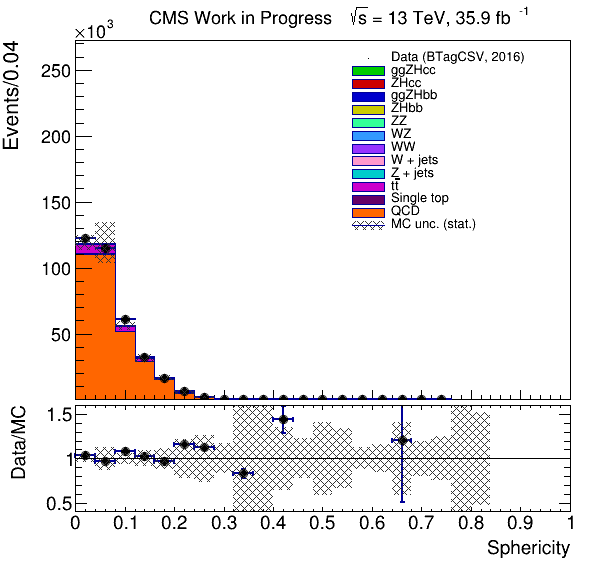 CMS Work in Progress √s = 13 TeV, 35.9 fb⁻¹
×10³
Events/0.04
250
200
150
100
50
Data (BTagCSV, 2016)
ggZHcc
ZHcc
ggZHbb
ZHbb
ZZ
WZ
WW
W + jets
Z + jets
tt̅
Single top
QCD
MC unc. (stat.)
Data/MC
1.5
1
0.5
0 0.1 0.2 0.3 0.4 0.5 0.6 0.7 0.8 0.9 1
Sphericity